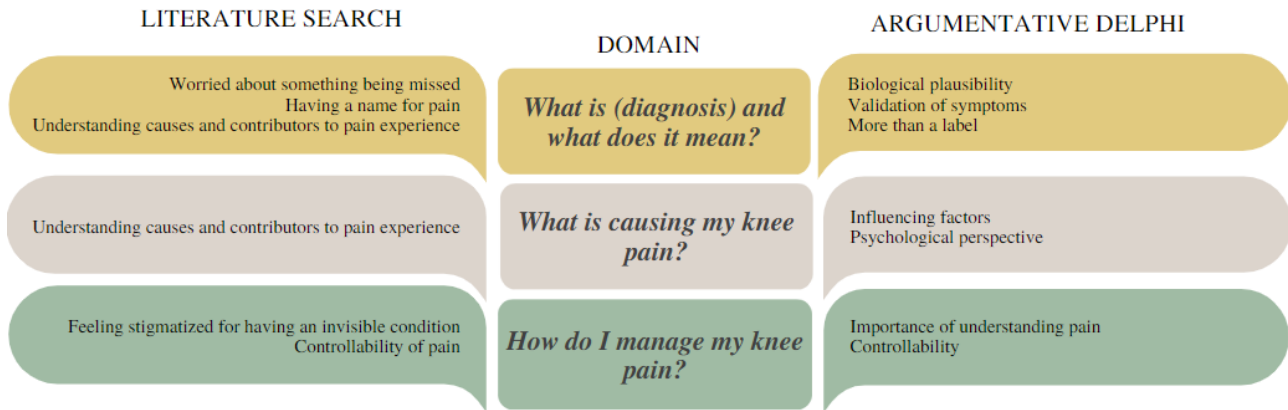 LITERATURE SEARCH
DOMAIN
ARGUMENTATIVE DELPHI
Worried about something being missed
Having a name for pain
Understanding causes and contributors to pain experience
What is (diagnosis) and
what does it mean?
Biological plausibility
Validation of symptoms
More than a label
Understanding causes and contributors to pain experience
What is causing my knee
pain?
Influencing factors
Psychological perspective
Feeling stigmatized for having an invisible condition
Controllability of pain
How do I manage my knee
pain?
Importance of understanding pain
Controllability